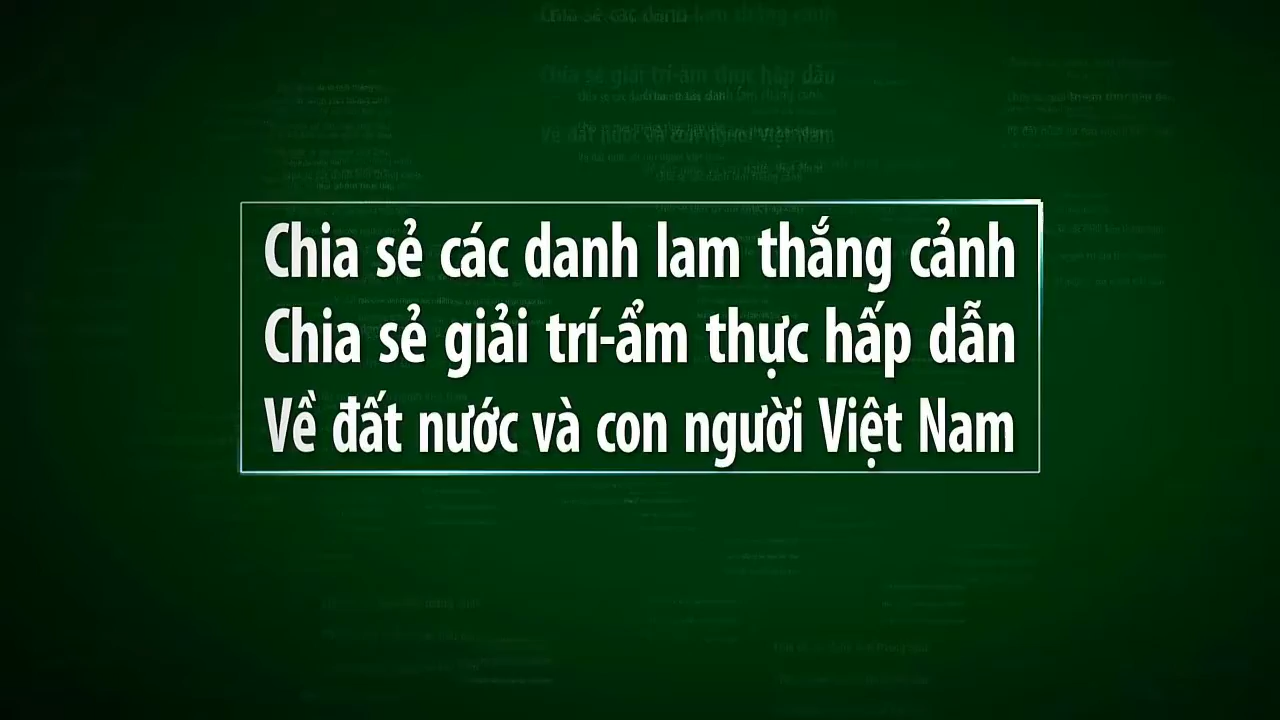 Chia sẻ các danh lam thắng cảnh
Chia sẻ giải trí-ẩm thực hấp dẫn
Về đất nước và con người Việt Nam